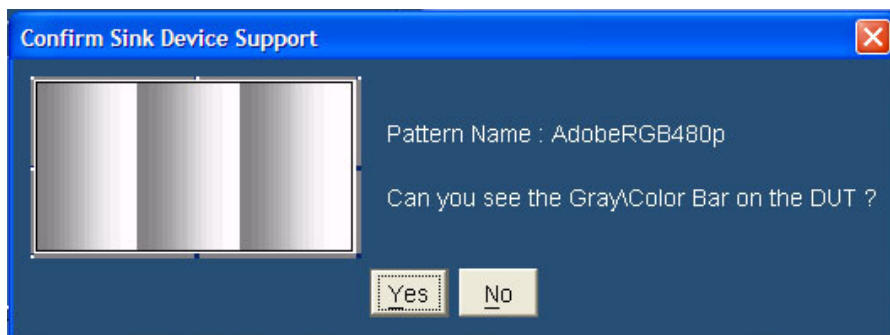 Confirm Sink Device Support
Pattern Name : AdobeRGB480p
Can you see the Gray\Color Bar on the DUT ?
Yes No